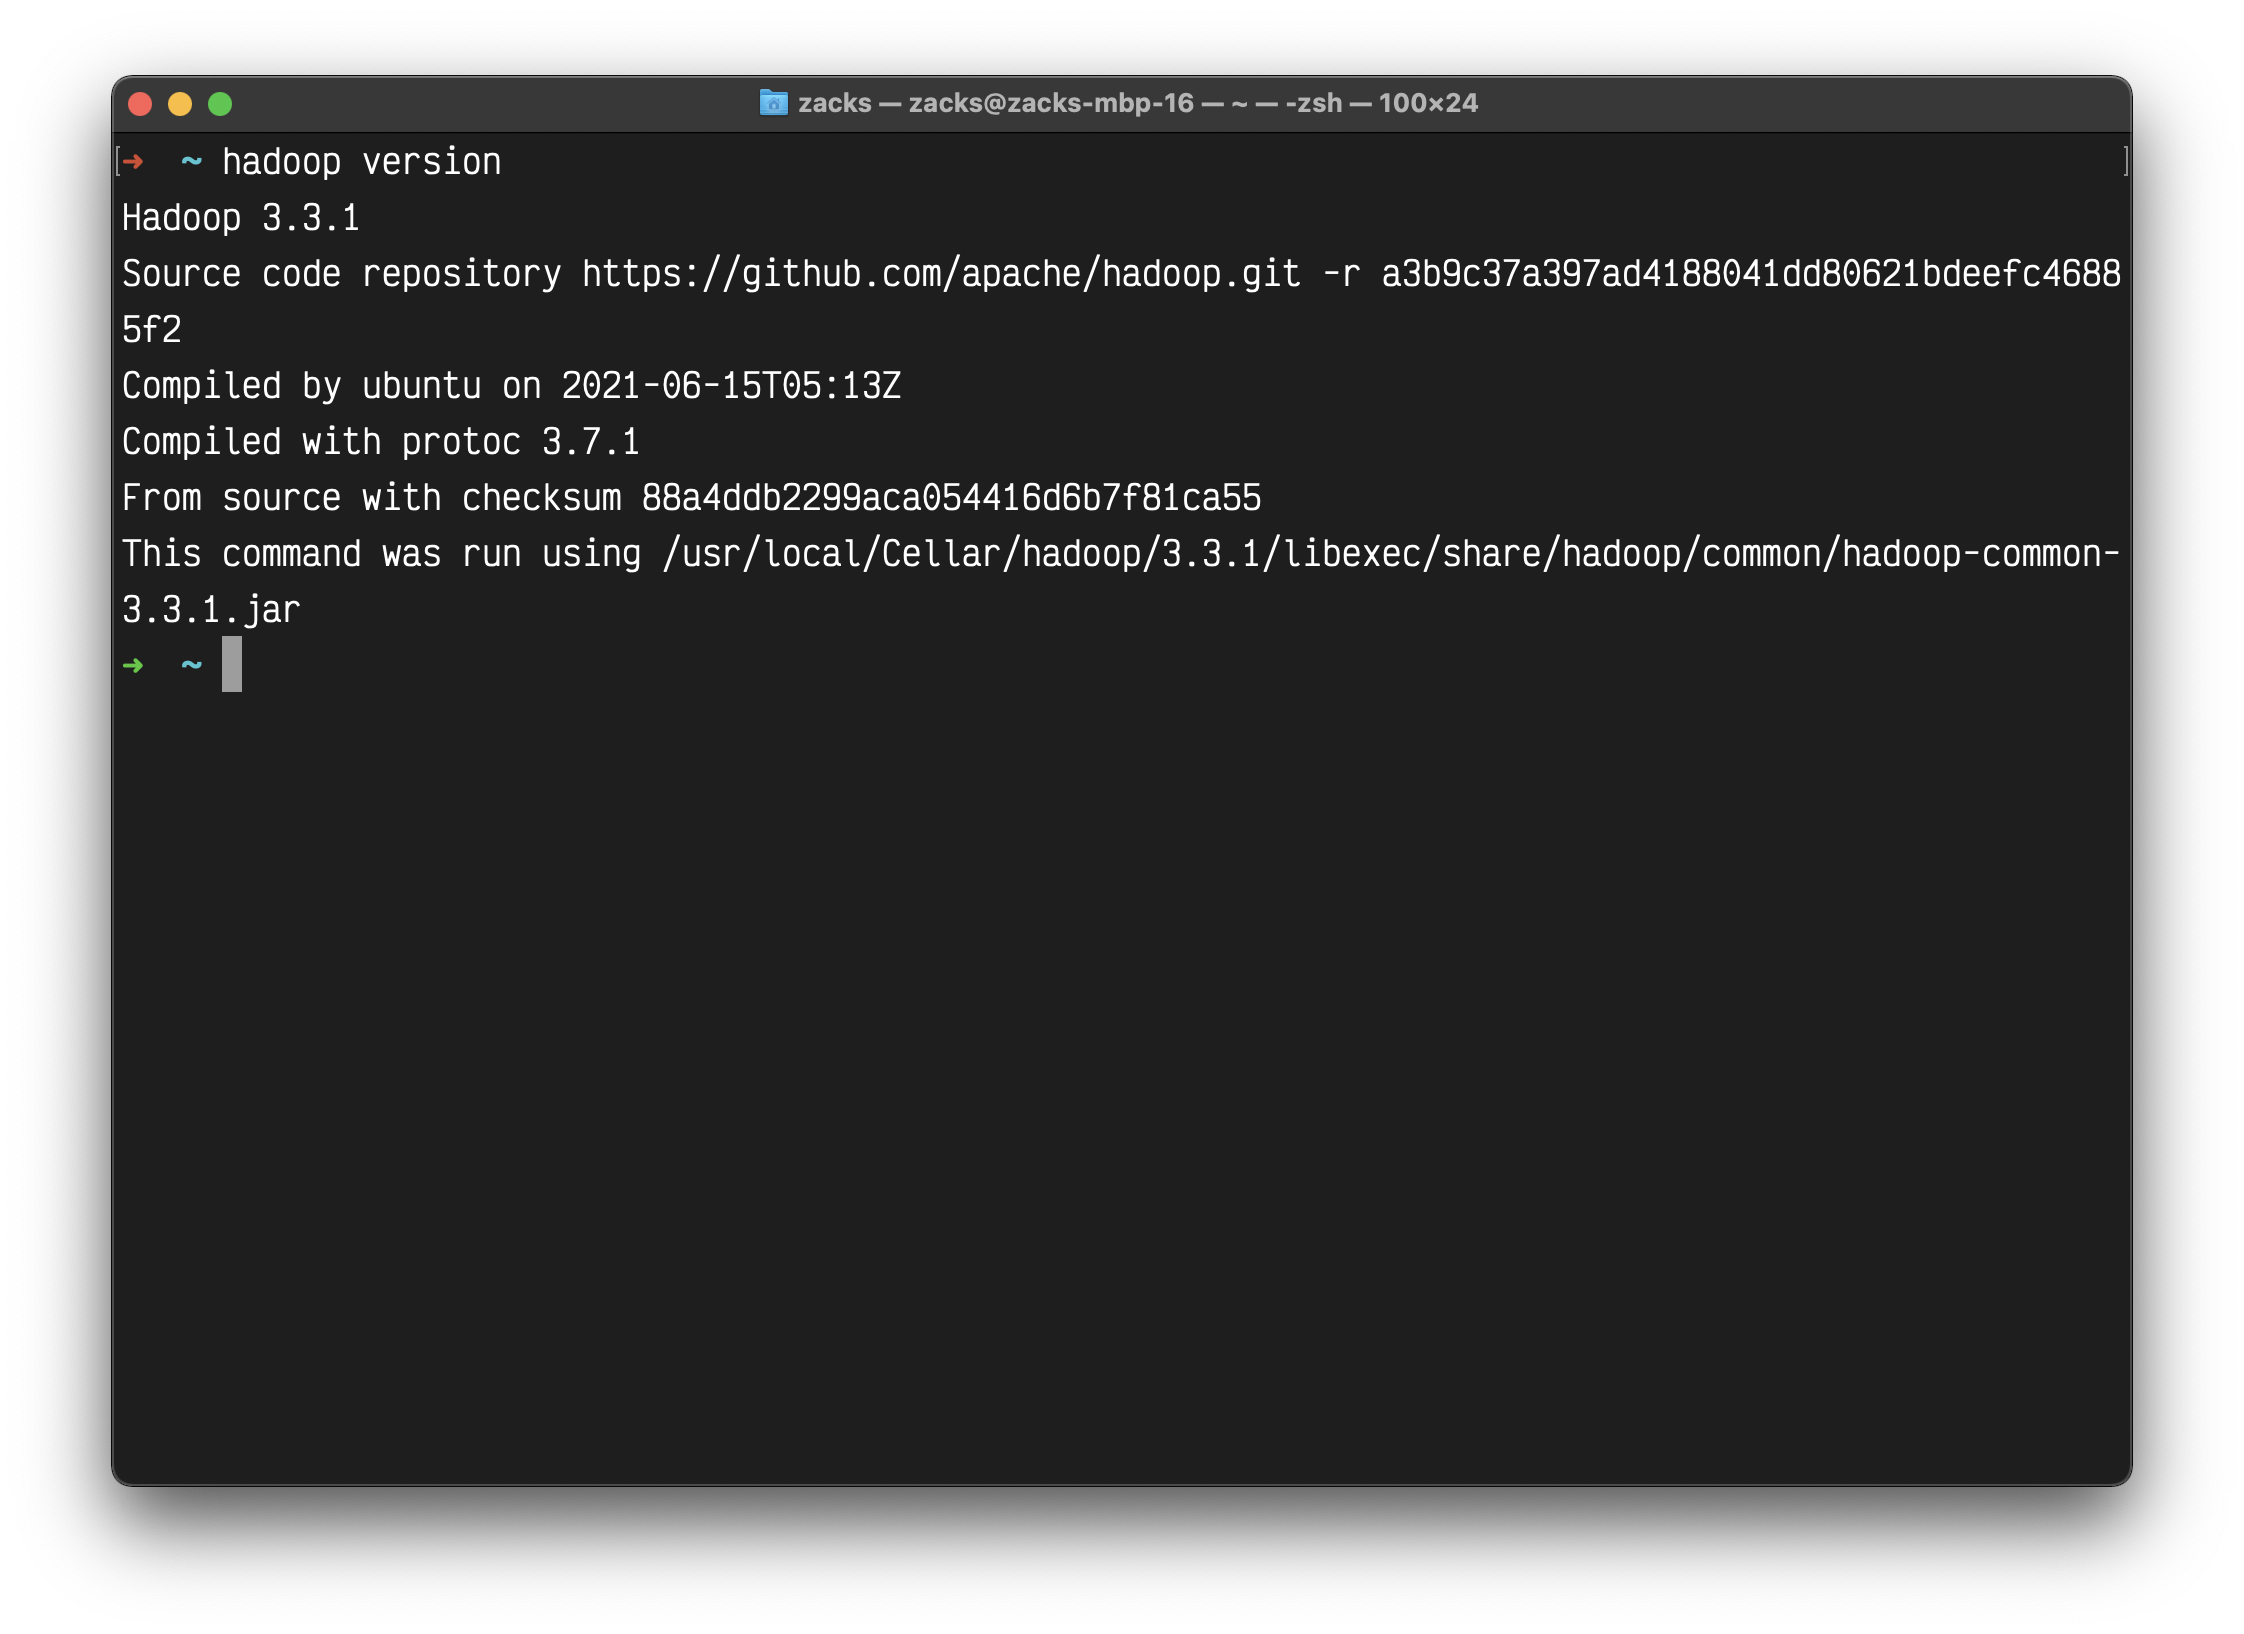 zacks — zacks@zacks-mbp-16 — ~ — -zsh — 100×24
[➜  ~ hadoop version ]
Hadoop 3.3.1
Source code repository https://github.com/apache/hadoop.git -r a3b9c37a397ad4188041dd80621bdeefc4688
5f2
Compiled by ubuntu on 2021-06-15T05:13Z
Compiled with protoc 3.7.1
From source with checksum 88a4ddb2299aca054416d6b7f81ca55
This command was run using /usr/local/Cellar/hadoop/3.3.1/libexec/share/hadoop/common/hadoop-common-
3.3.1.jar
➜  ~